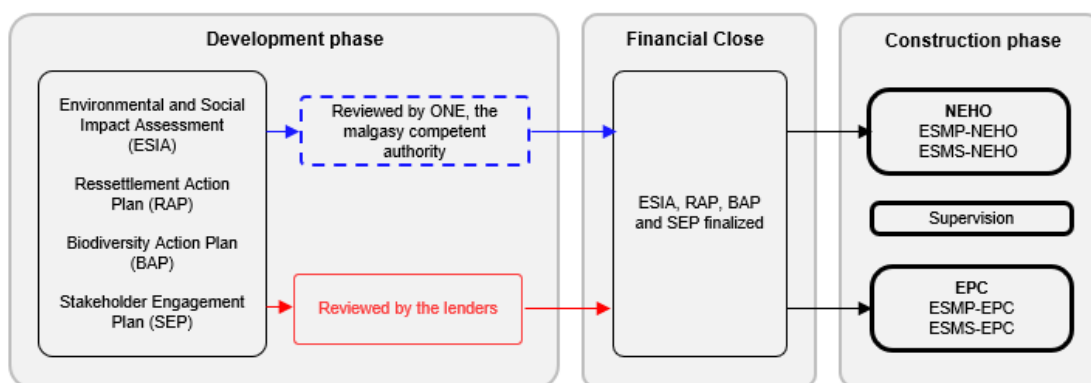 Development phase
Environmental and Social
Impact Assessment
(ESIA)
Ressettlement Action
Plan (RAP)
Biodiversity Action Plan
(BAP)
Stakeholder Engagement
Plan (SEP)
Reviewed by ONE, the
malgasy competent
authority
Reviewed by the lenders
Financial Close
ESIA, RAP, BAP
and SEP finalized
Construction phase
NEHO
ESMP-NEHO
ESMS-NEHO
Supervision
EPC
ESMP-EPC
ESMS-EPC